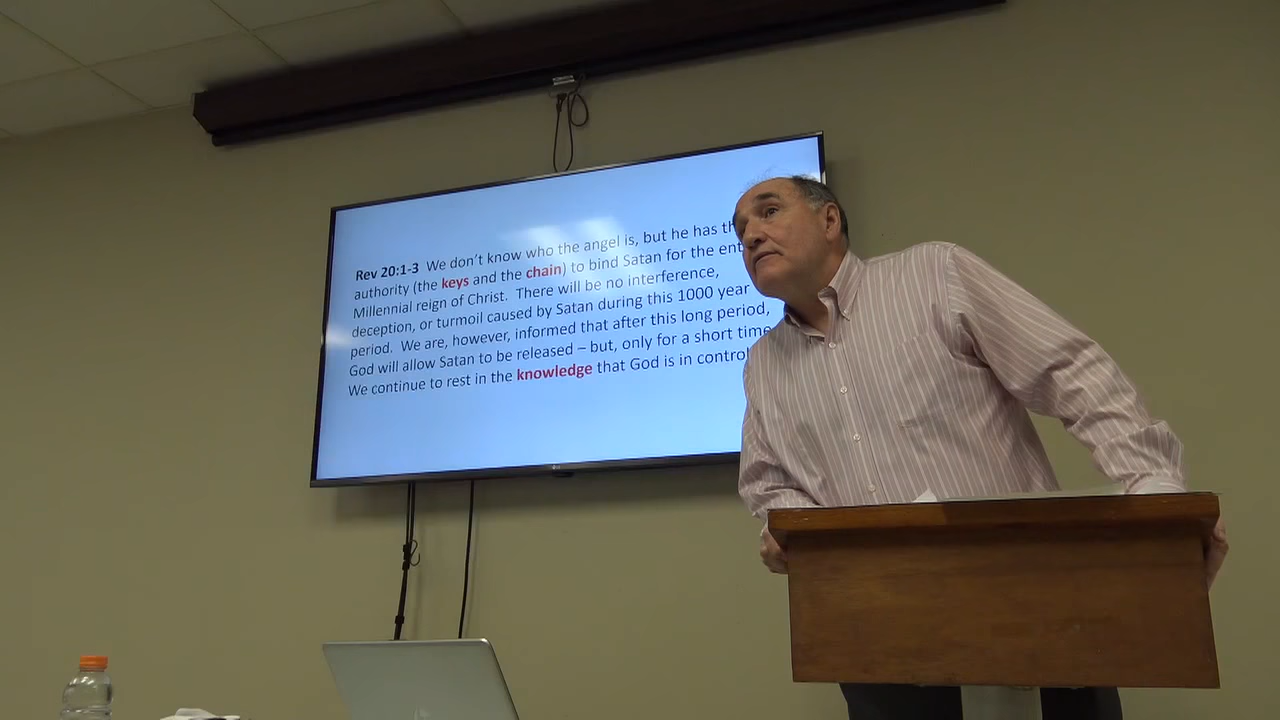 Rev 20:1-3 We don't know who the angel is, but he has
authority (the keys and the chain) to bind Satan for the
Millennial reign of Christ. There will be no interference,
deception, or turmoil caused by Satan during this 1000 year
period. We are, however, informed that after this long period,
God will allow Satan to be released – but, only for a short time
We continue to rest in the knowledge that God is in control